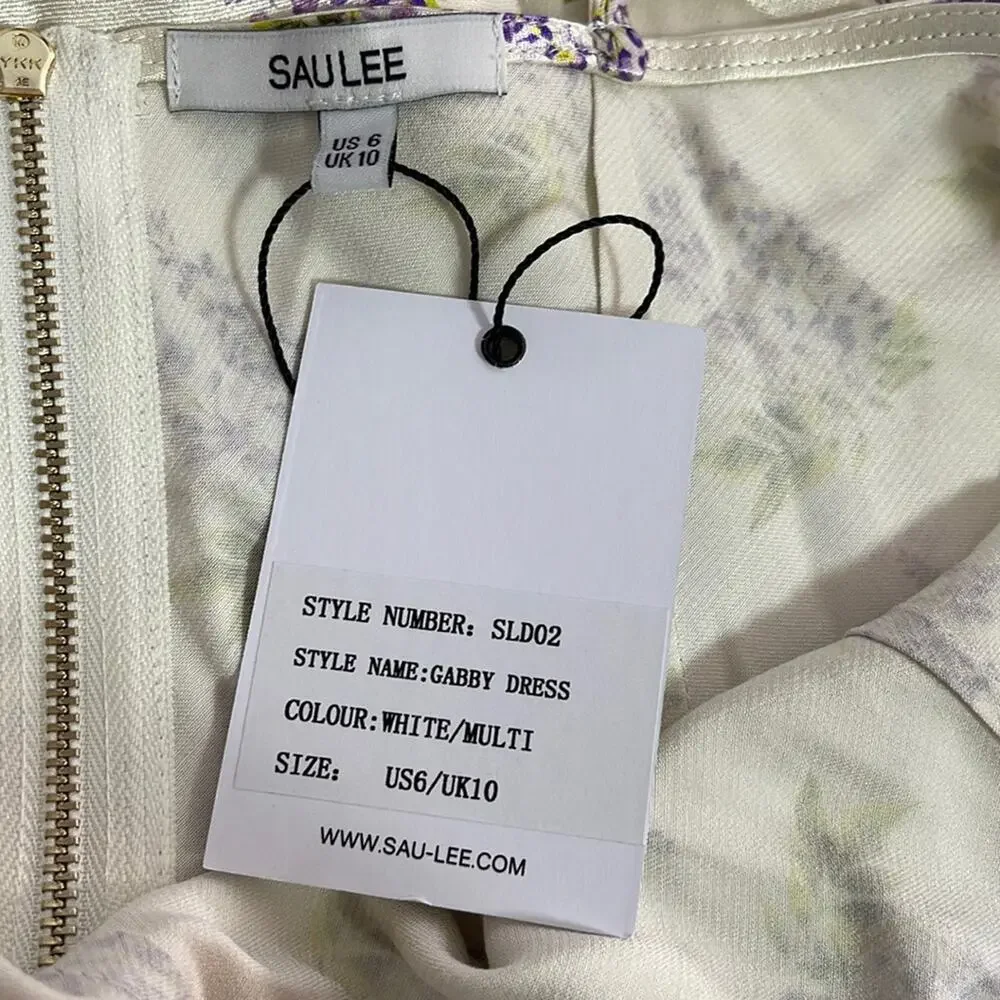 YKK
SAU LEE
US 6
UK 10
STYLE NUMBER: SLD02
STYLE NAME:GABBY DRESS
COLOUR:WHITE/MULTI
SIZE: US6/UK10
WWW.SAU-LEE.COM